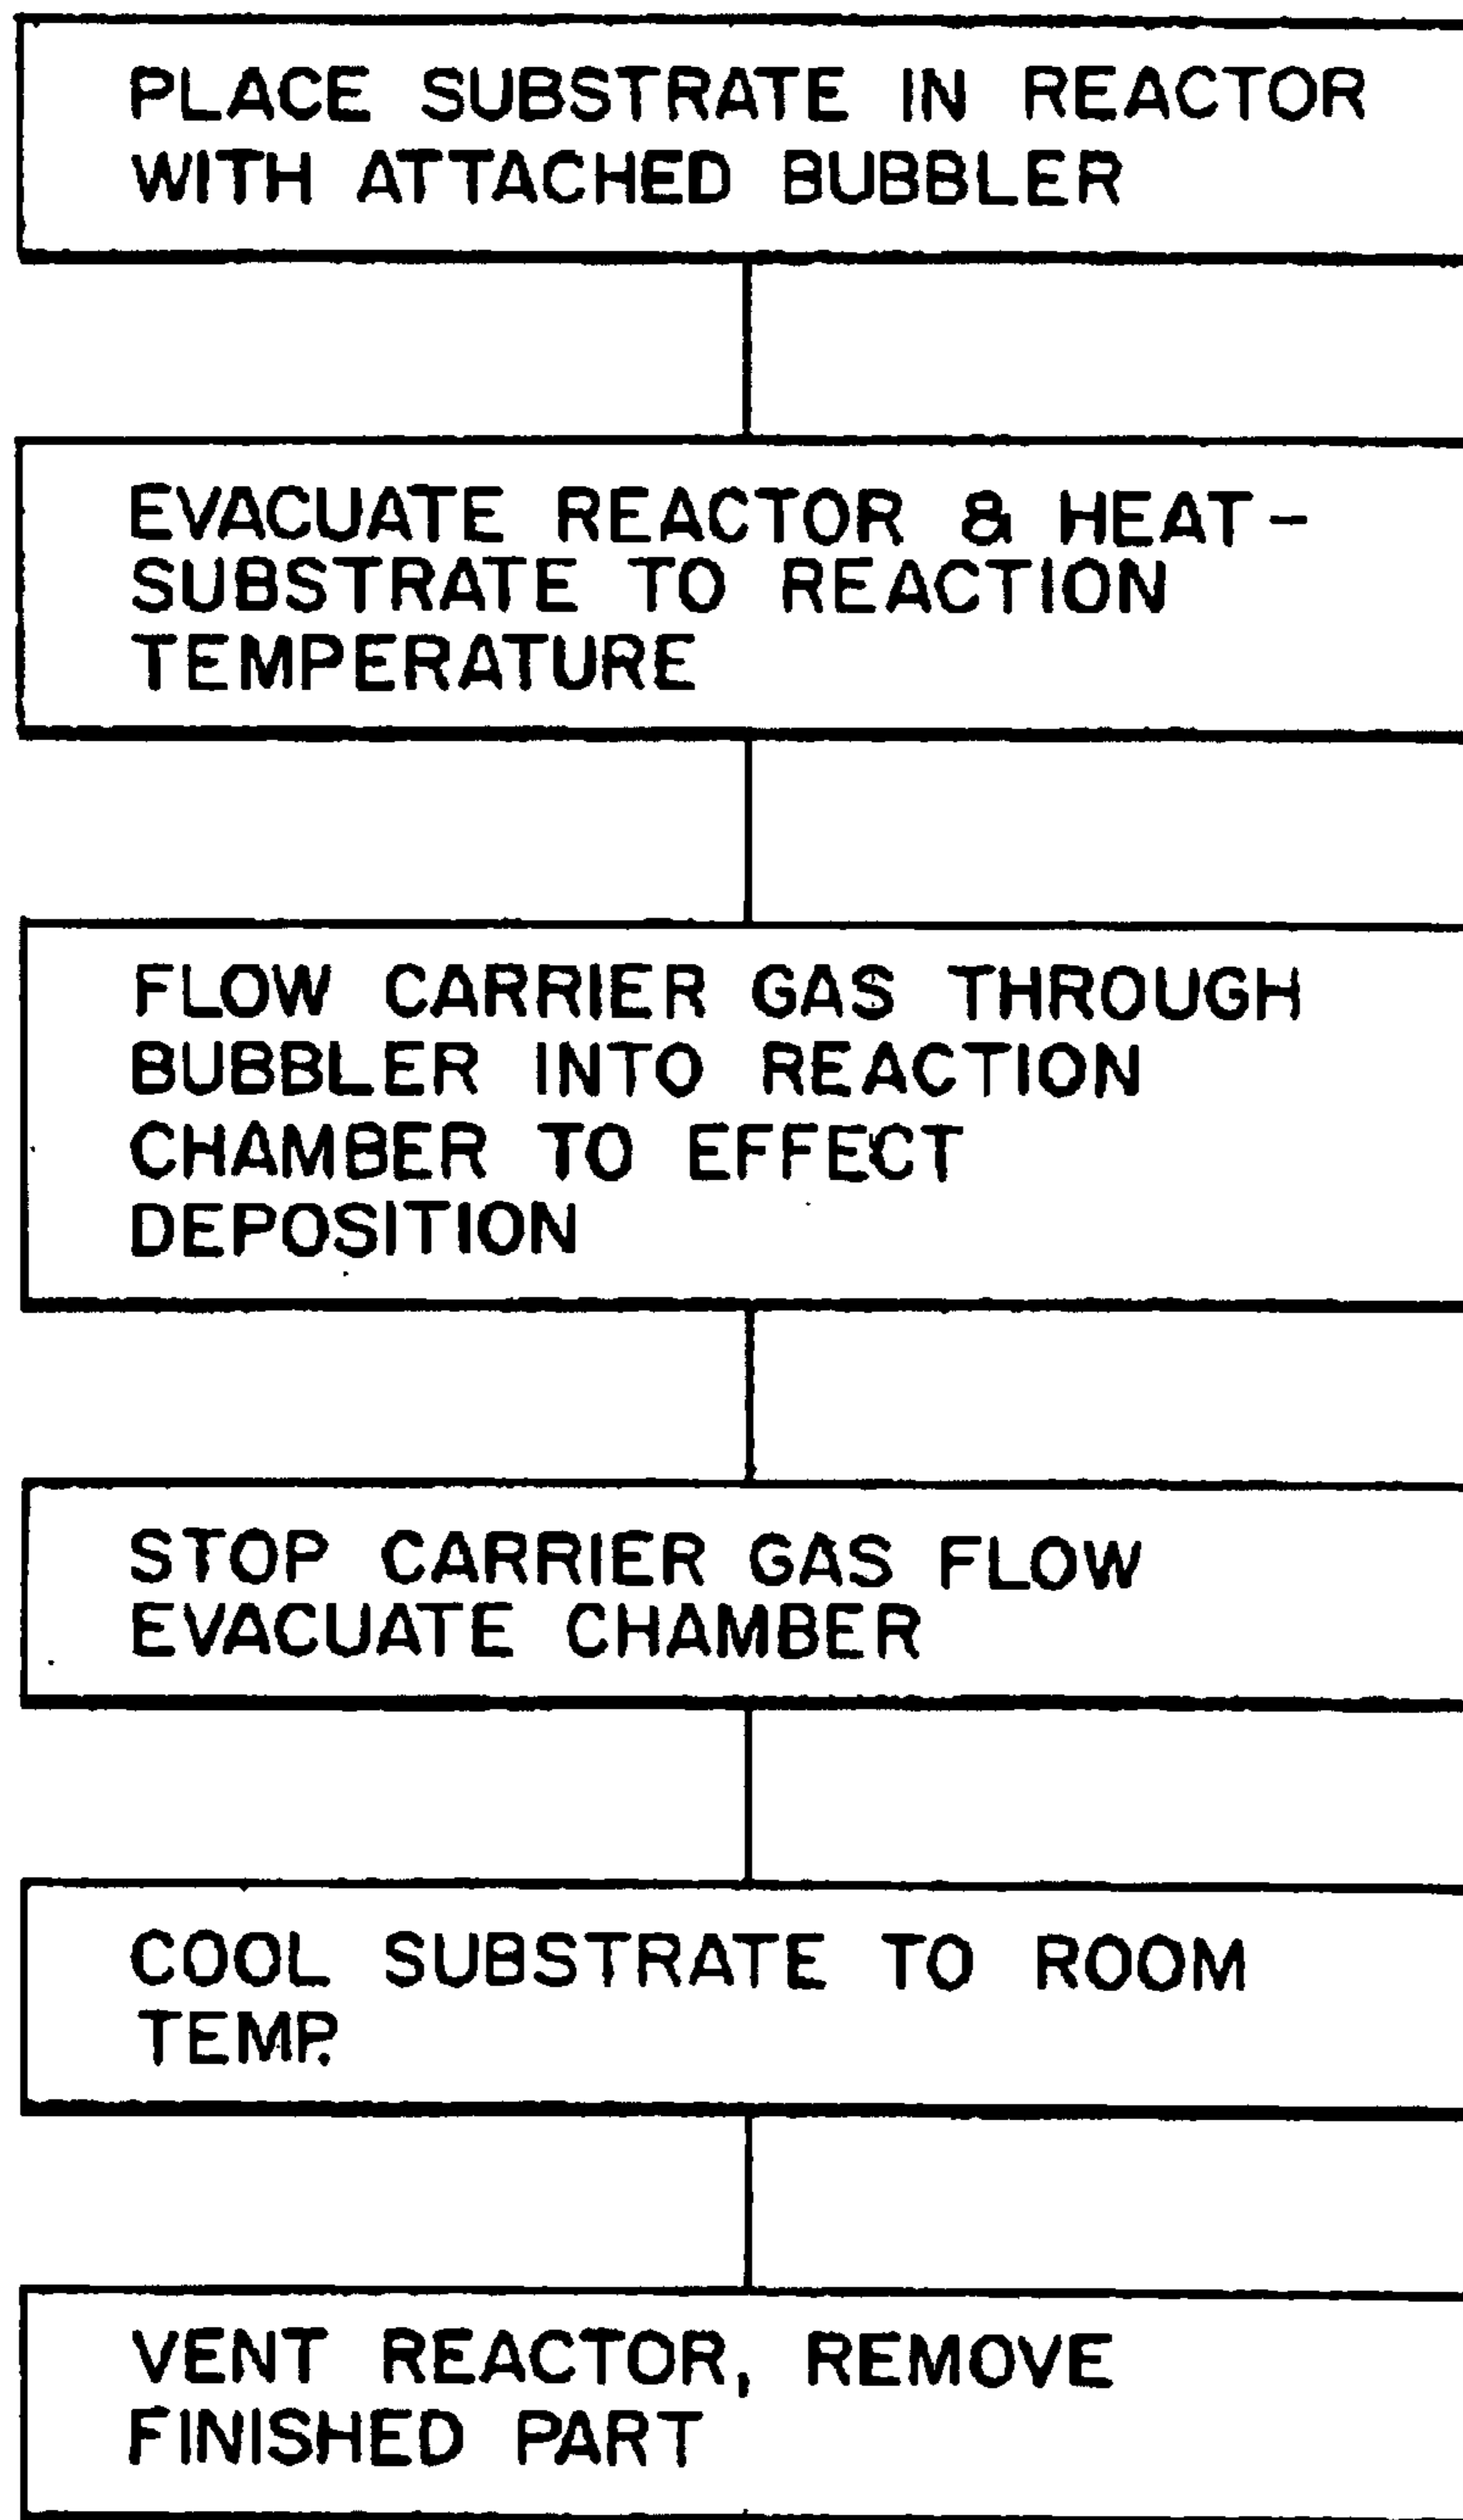 PLACE SUBSTRATE IN REACTOR
WITH ATTACHED BUBBLER
EVACUATE REACTOR & HEAT-
SUBSTRATE TO REACTION
TEMPERATURE
FLOW CARRIER GAS THROUGH
BUBBLER INTO REACTION
CHAMBER TO EFFECT
DEPOSITION
STOP CARRIER GAS FLOW
EVACUATE CHAMBER
COOL SUBSTRATE TO ROOM
TEMP.
VENT REACTOR, REMOVE
FINISHED PART